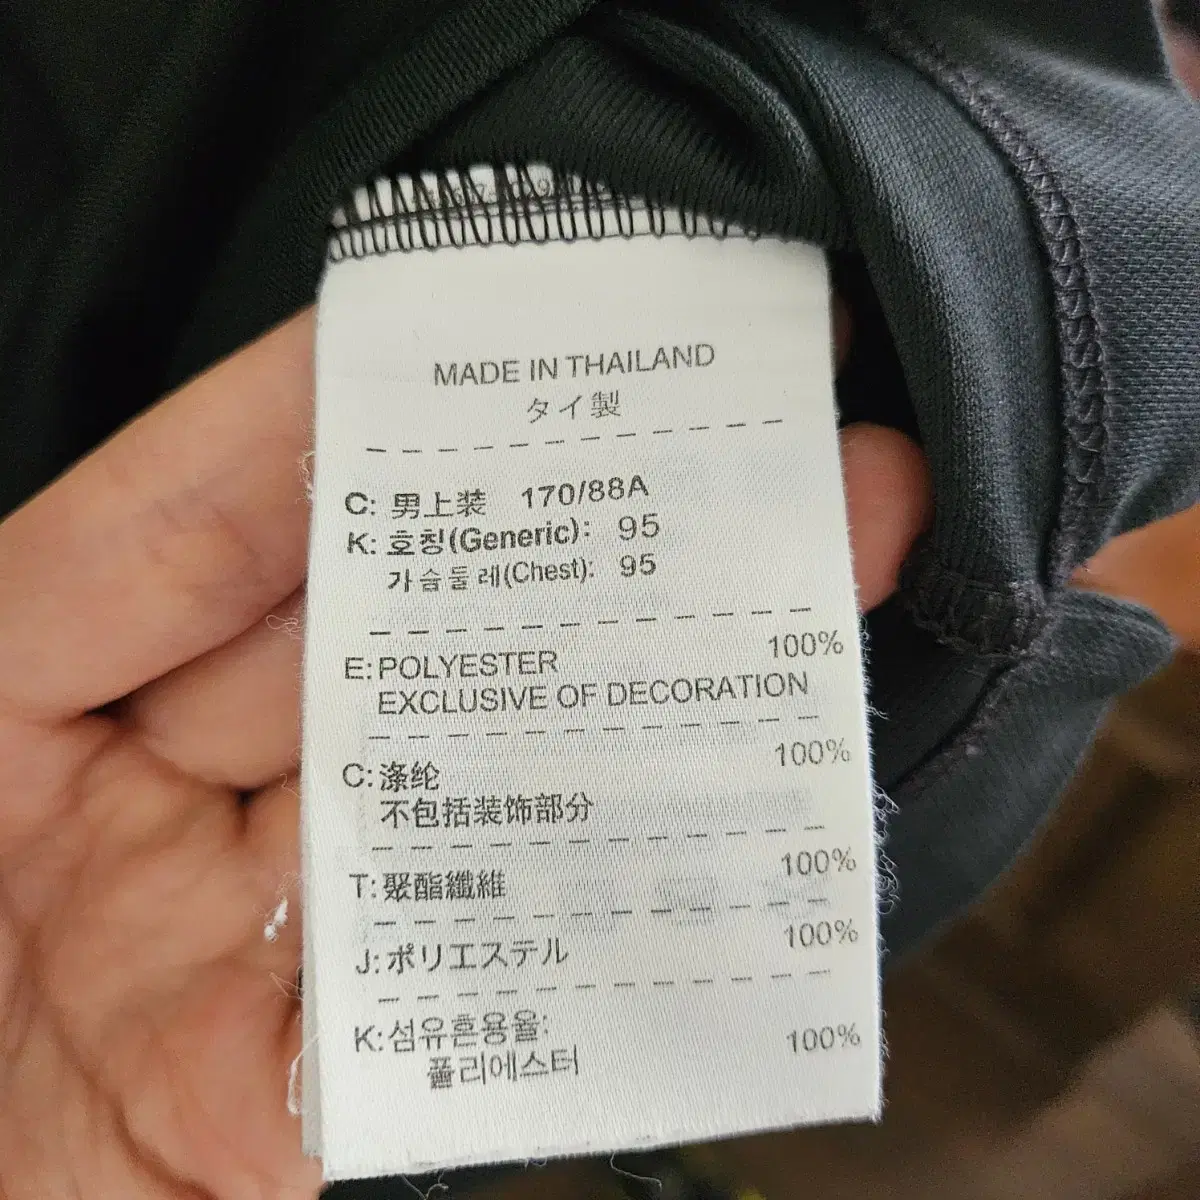 MADE IN THAILAND
タイ製
C: 男上装 170/88A
K: 호칭(Generic): 95
가슴둘레(Chest): 95
E: POLYESTER 100%
EXCLUSIVE OF DECORATION
C: 涤纶 100%
不包括装饰部分
T: 聚酯纖維 100%
J: ポリエステル 100%
K: 섬유혼용율:
폴리에스터 100%